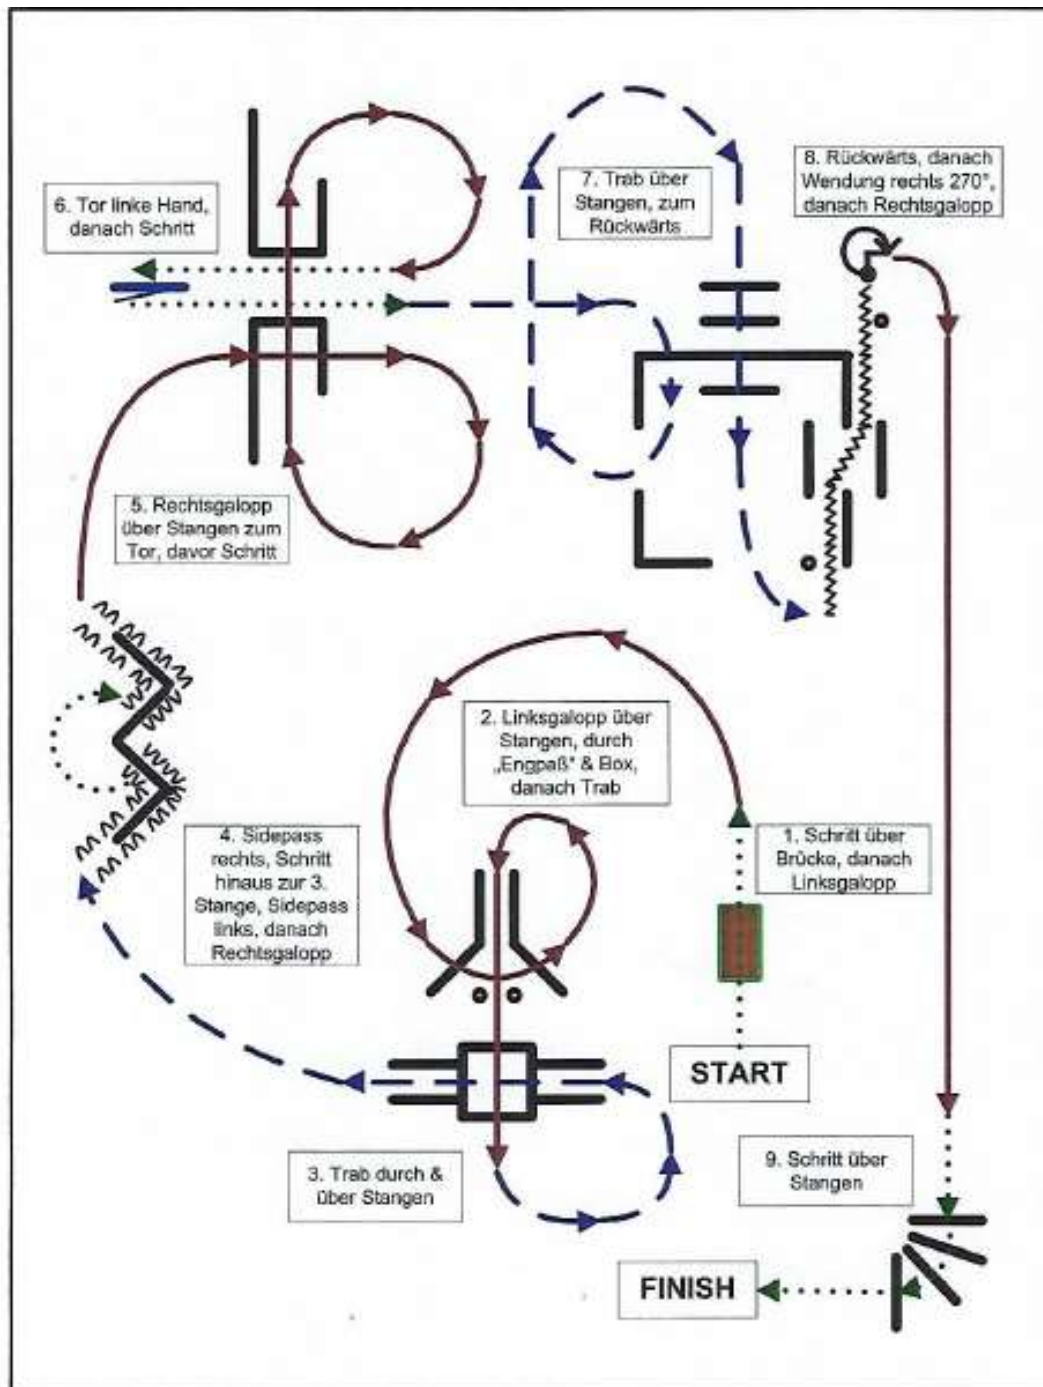 6. Tor linke Hand,
danach Schritt
7. Trab über
Stangen, zum
Rückwärts
8. Rückwärts, danach
Wendung rechts 270°,
danach Rechtsgalopp
5. Rechtsgalopp
über Stangen zum
Tor, davor Schritt
2. Linksgalopp über
Stangen, durch
„Engpaß" & Box,
danach Trab
4. Sidepass
rechts, Schritt
hinaus zur 3.
Stange, Sidepass
links, danach
Rechtsgalopp
1. Schritt über
Brücke, danach
Linksgalopp
START
3. Trab durch &
über Stangen
9. Schritt über
Stangen
FINISH